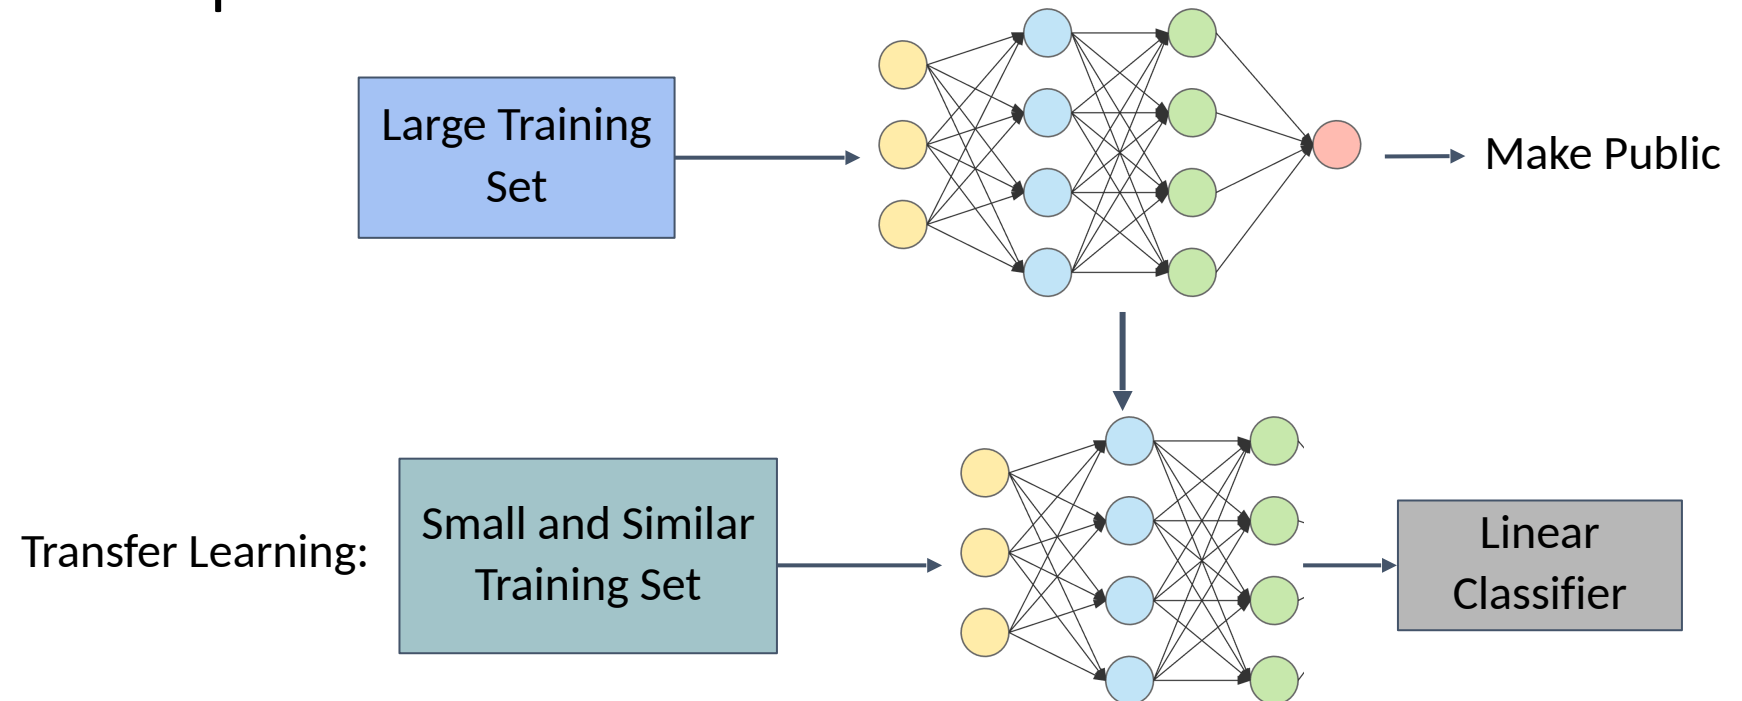 Large Training
Set
Make Public
Transfer Learning:
Small and Similar
Training Set
Linear
Classifier